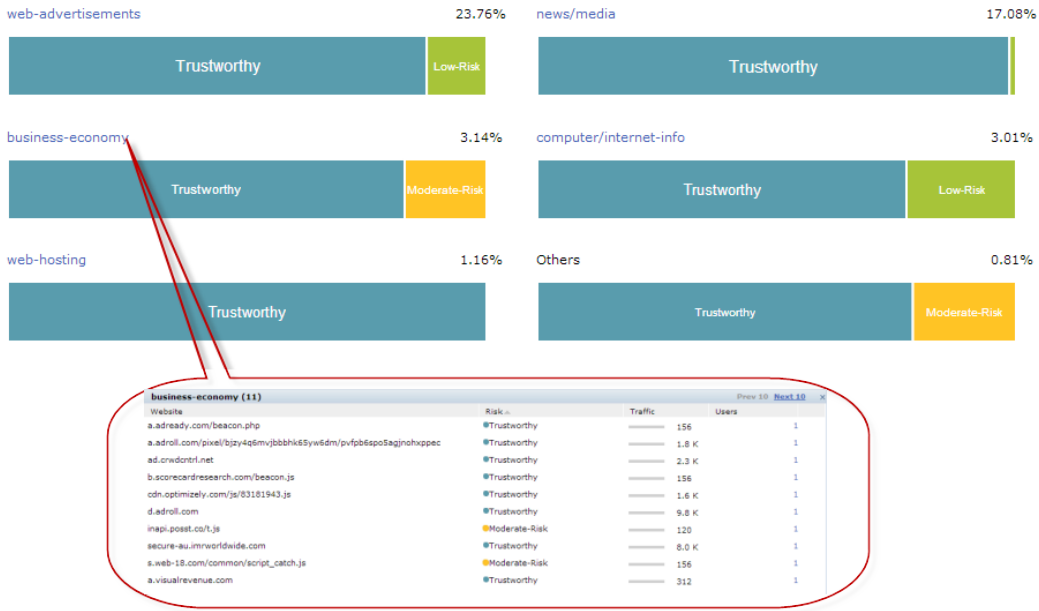 web-advertisements 23.76% news/media 17.08%
Trustworthy Low-Risk Trustworthy
business-economy 3.14% computer/internet-info 3.01%
Trustworthy Moderate-Risk Trustworthy Low-Risk
web-hosting 1.16% Others 0.81%
Trustworthy Trustworthy Moderate-Risk
business-economy (11) Prev 10 Next 10 x
Website Risk Traffic Users
a.adready.com/beacon.php Trustworthy 156 1
a.adroll.com/pixel/bjzy4q6mvjbbbhk65yw6dm/pvfpb6spo5agjnohxppec Trustworthy 1.8 K 1
ad.crwdcntrl.net Trustworthy 2.3 K 1
b.scorecardresearch.com/beacon.js Trustworthy 156 1
cdn.optimizely.com/js/83181943.js Trustworthy 1.6 K 1
d.adroll.com Trustworthy 9.8 K 1
inapi.posst.co/t.js Moderate-Risk 120 1
secure-au.imrworldwide.com Trustworthy 8.0 K 1
s.web-18.com/common/script_catch.js Moderate-Risk 156 1
a.visualrevenue.com Trustworthy 312 1